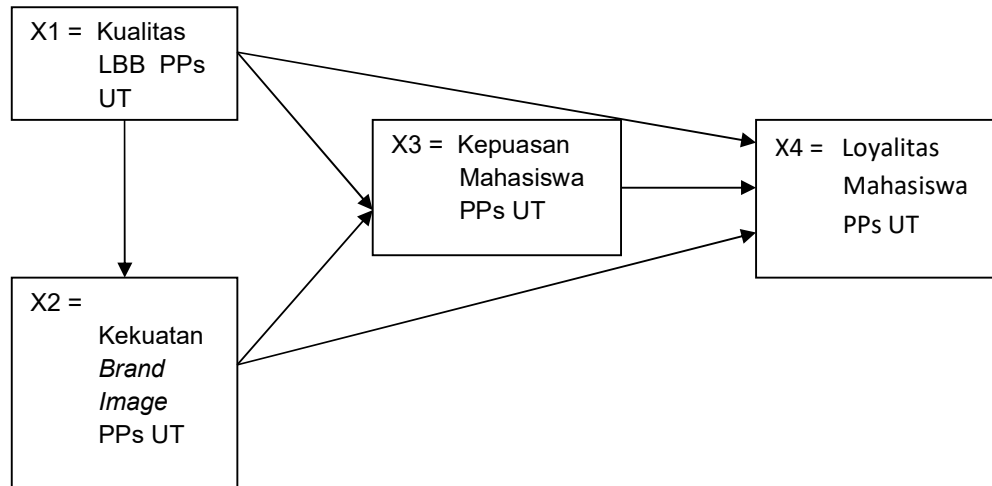 X1 = Kualitas
LBB PPs
UT
X3 = Kepuasan
Mahasiswa
PPs UT
X4 = Loyalitas
Mahasiswa
PPs UT
X2 =
Kekuatan
Brand
Image
PPs UT